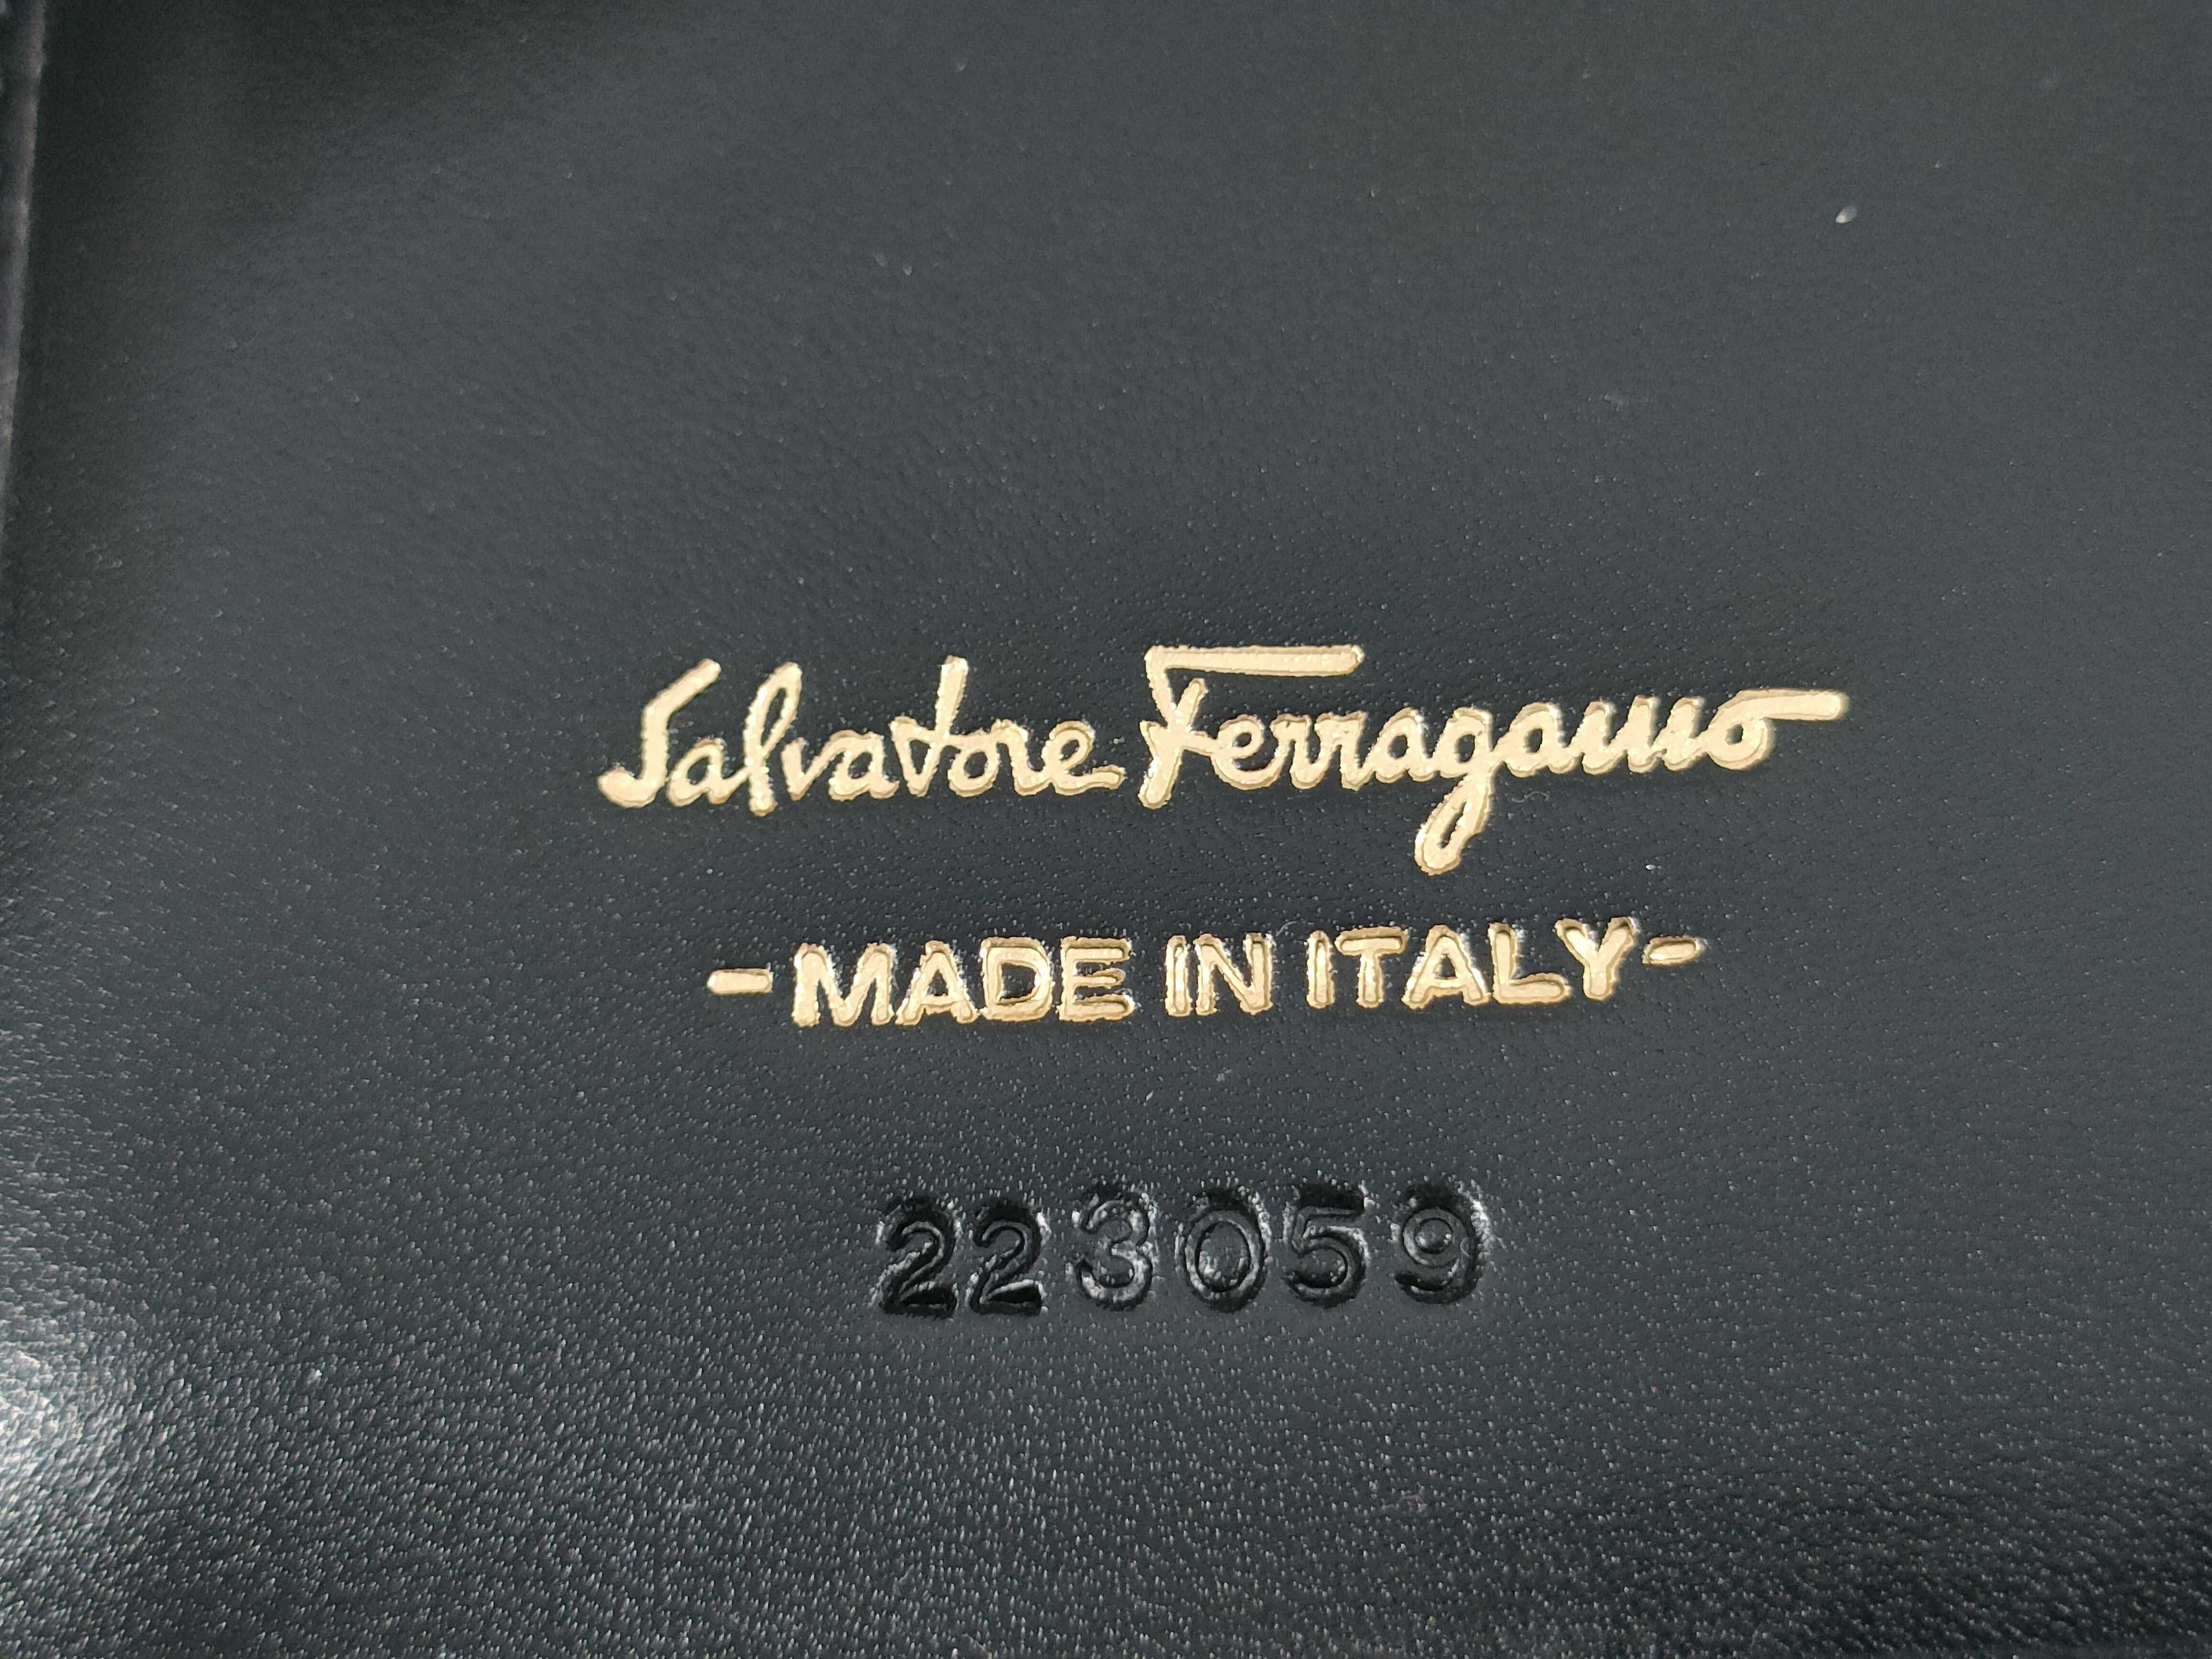 Salvatore Ferragamo
-MADE IN ITALY-
223059